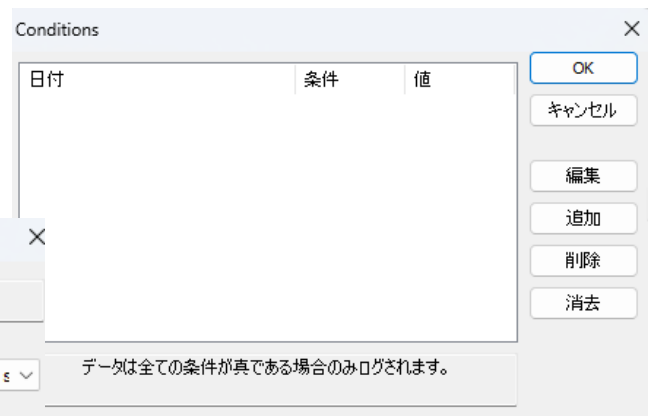 Conditions
日付 条件 値
OK
キャンセル
編集
追加
削除
消去
データは全ての条件が真である場合のみログされます。
s